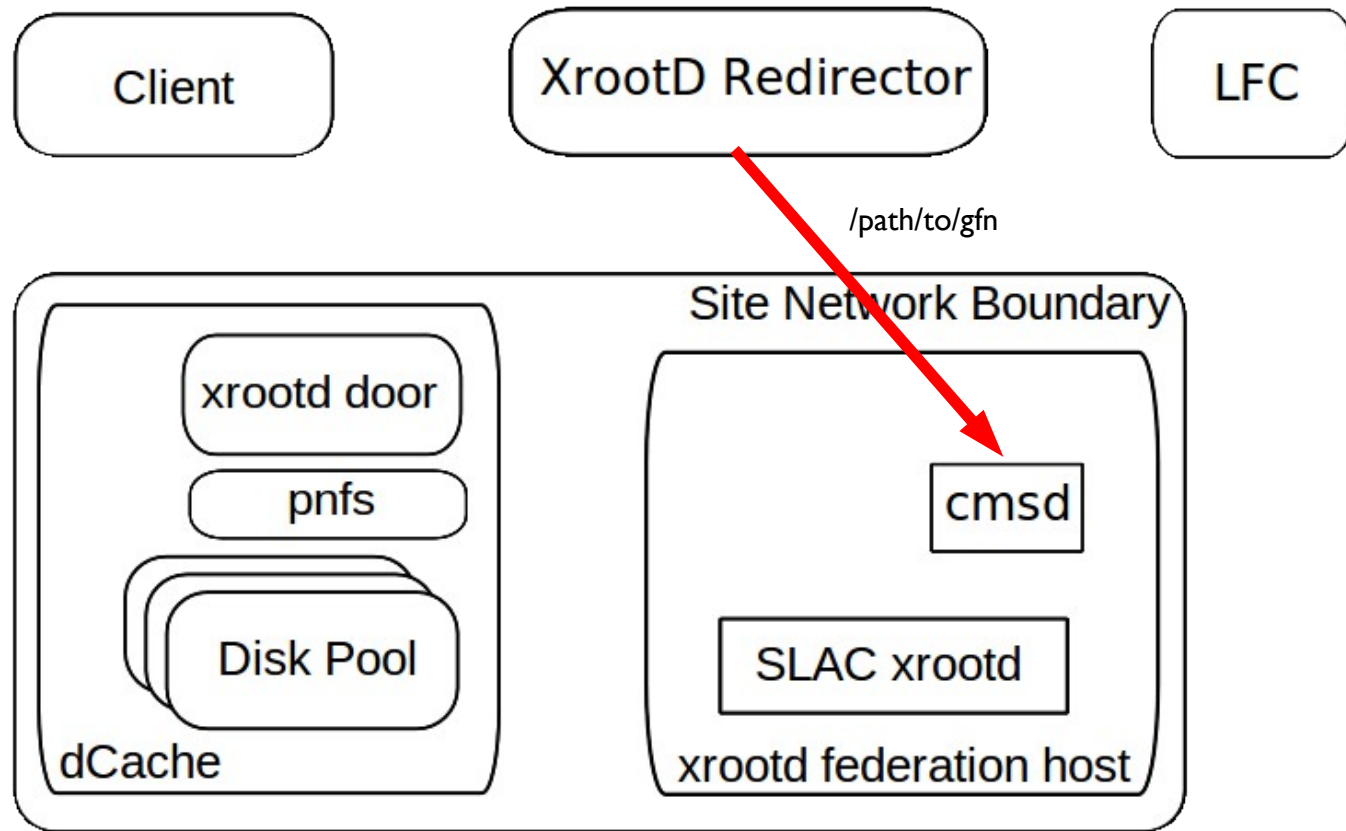 Client
XrootD Redirector
LFC
/path/to/gfn
Site Network Boundary
xrootd door
pnfs
Disk Pool
dCache
cmsd
SLAC xrootd
xrootd federation host